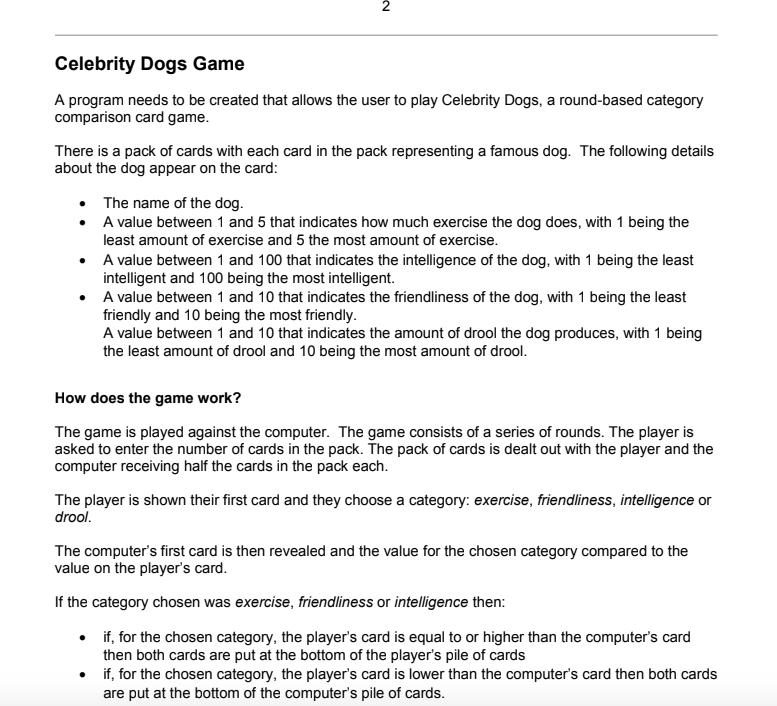 2
Celebrity Dogs Game
A program needs to be created that allows the user to play Celebrity Dogs, a round-based category
comparison card game.
There is a pack of cards with each card in the pack representing a famous dog.  The following details
about the dog appear on the card:
• The name of the dog.
• A value between 1 and 5 that indicates how much exercise the dog does, with 1 being the
least amount of exercise and 5 the most amount of exercise.
• A value between 1 and 100 that indicates the intelligence of the dog, with 1 being the least
intelligent and 100 being the most intelligent.
• A value between 1 and 10 that indicates the friendliness of the dog, with 1 being the least
friendly and 10 being the most friendly.
A value between 1 and 10 that indicates the amount of drool the dog produces, with 1 being
the least amount of drool and 10 being the most amount of drool.
How does the game work?
The game is played against the computer.  The game consists of a series of rounds. The player is
asked to enter the number of cards in the pack. The pack of cards is dealt out with the player and the
computer receiving half the cards in the pack each.
The player is shown their first card and they choose a category: exercise, friendliness, intelligence or
drool.
The computer's first card is then revealed and the value for the chosen category compared to the
value on the player's card.
If the category chosen was exercise, friendliness or intelligence then:
• if, for the chosen category, the player's card is equal to or higher than the computer's card
then both cards are put at the bottom of the player's pile of cards
• if, for the chosen category, the player's card is lower than the computer's card then both cards
are put at the bottom of the computer's pile of cards.